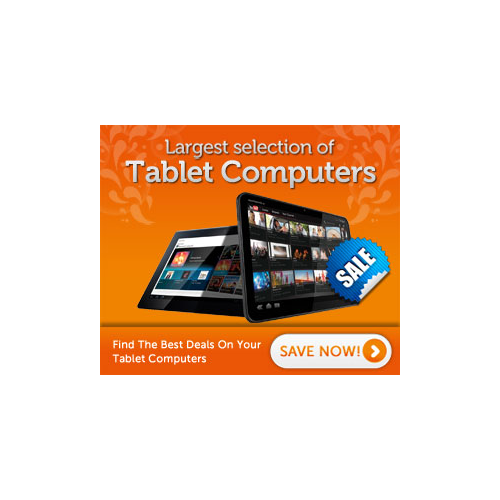 Largest selection of
Tablet Computers
SALE
Find The Best Deals On Your
Tablet Computers
SAVE NOW!